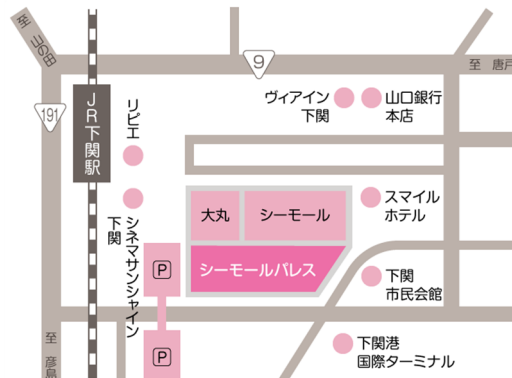 至 山の田
9
至 唐戸
191
JR下関駅
リピエ
ヴィアイン
下関
山口銀行
本店
スマイル
ホテル
大丸
シーモール
シーモールパレス
シネマサンシャイン
下関
P
下関
市民会館
P
下関港
国際ターミナル
至 彦島